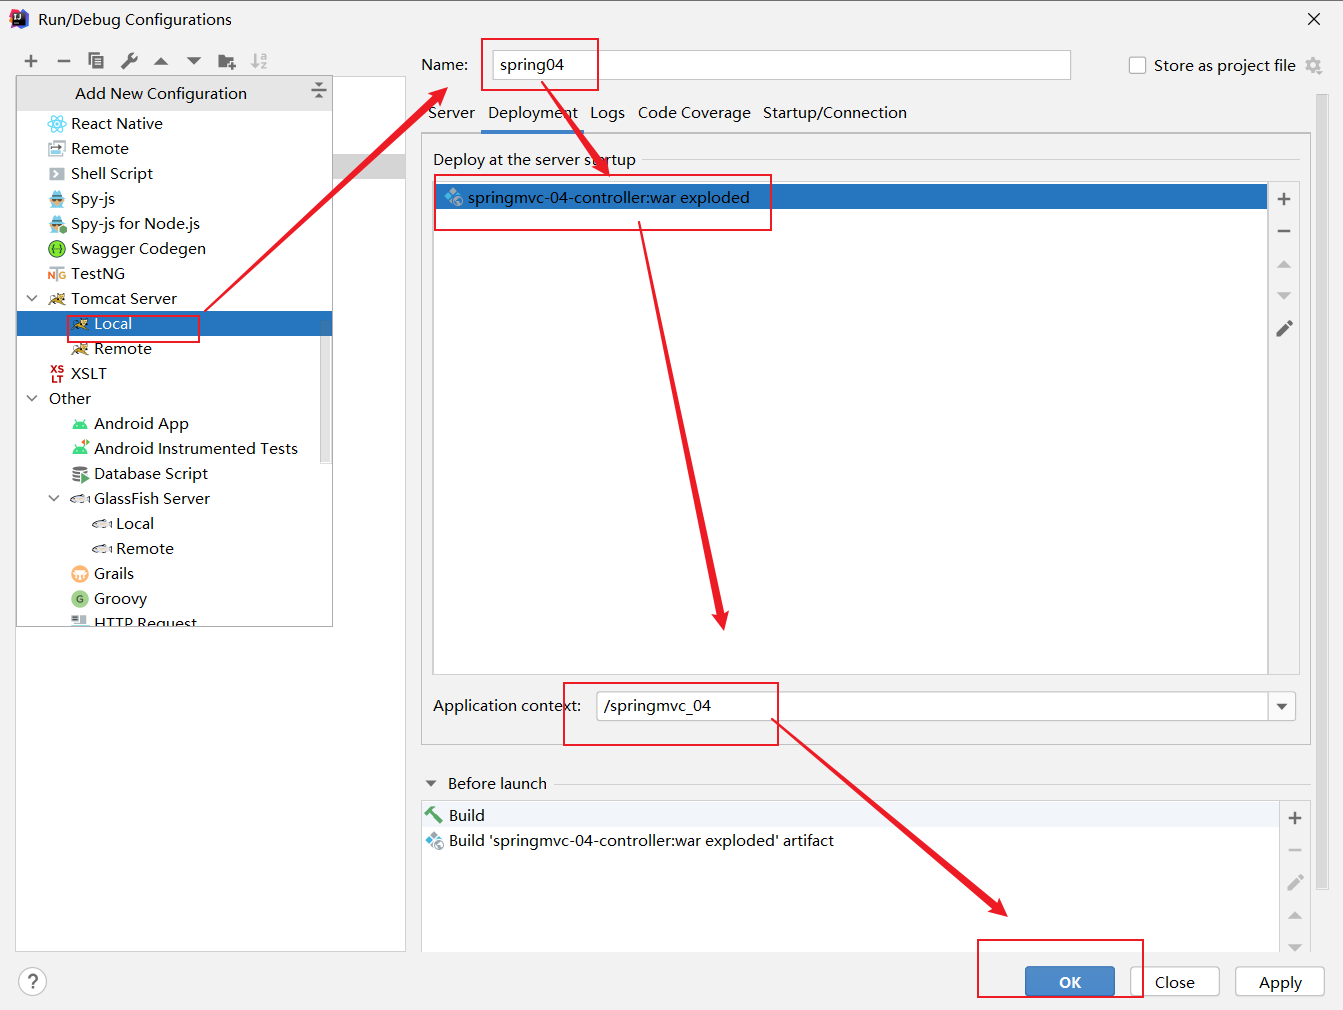 Run/Debug Configurations
Add New Configuration
React Native
Remote
Shell Script
Spy-js
Spy-js for Node.js
Swagger Codegen
TestNG
Tomcat Server
Local
Remote
XSLT
Other
Android App
Android Instrumented Tests
Database Script
GlassFish Server
Local
Remote
Grails
Groovy
HTTP Request
Name: spring04
Store as project file
Server Deployment Logs Code Coverage Startup/Connection
Deploy at the server startup
springmvc-04-controller:war exploded
Application context: /springmvc_04
Before launch
Build
Build 'springmvc-04-controller:war exploded' artifact
? OK Close Apply